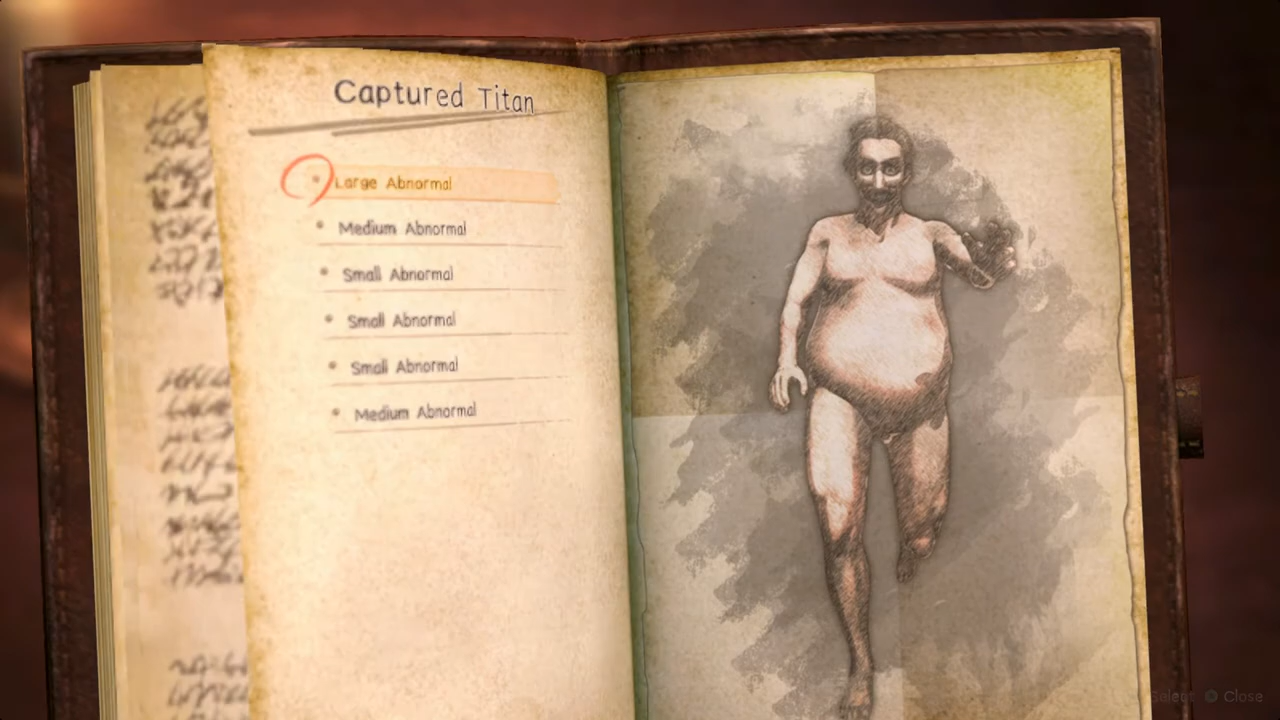 Captured Titan
Large Abnormal
Medium Abnormal
Small Abnormal
Small Abnormal
Small Abnormal
Medium Abnormal
Select Close